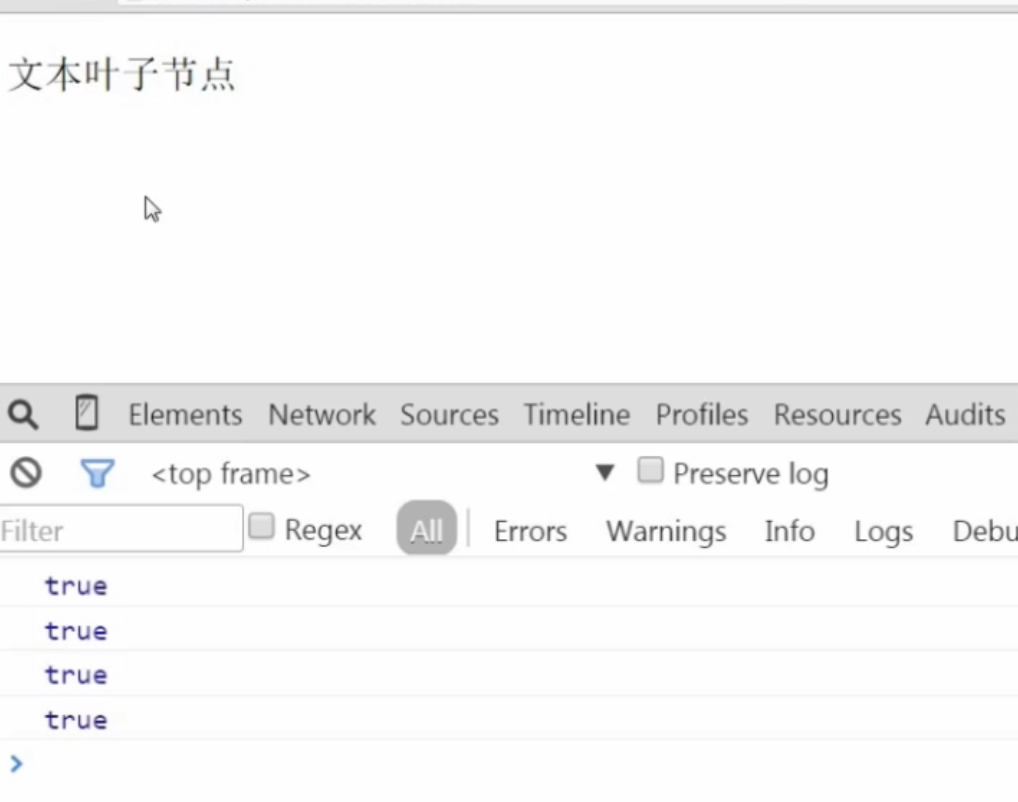 文本叶子节点
Elements Network Sources Timeline Profiles Resources Audits
<top frame> Preserve log
Filter Regex All Errors Warnings Info Logs Debu
true
true
true
true